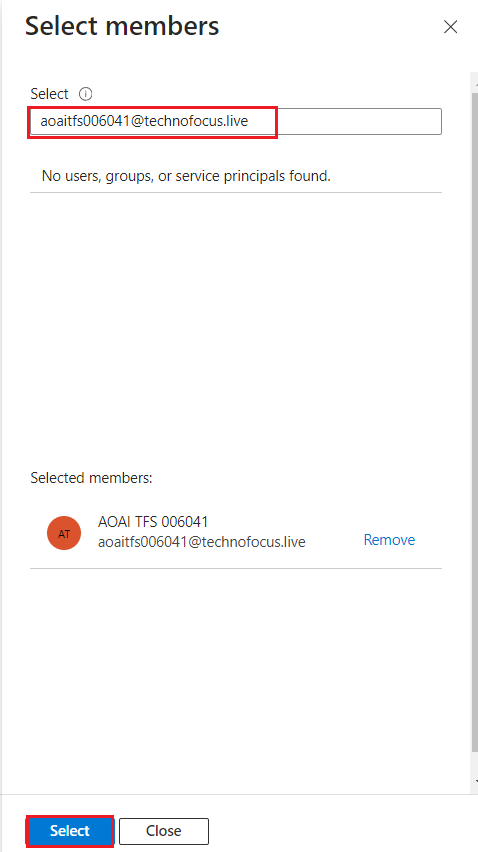 Select members
Select
aoaitfs006041@technofocus.live
No users, groups, or service principals found.
Selected members:
AT
AOAI TFS 006041
aoaitfs006041@technofocus.live
Remove
Select
Close